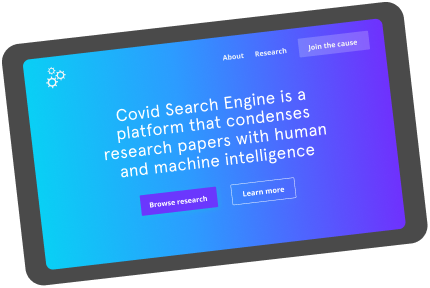 About Research Join the cause
Covid Search Engine is a
platform that condenses
research papers with human
and machine intelligence
Browse research Learn more